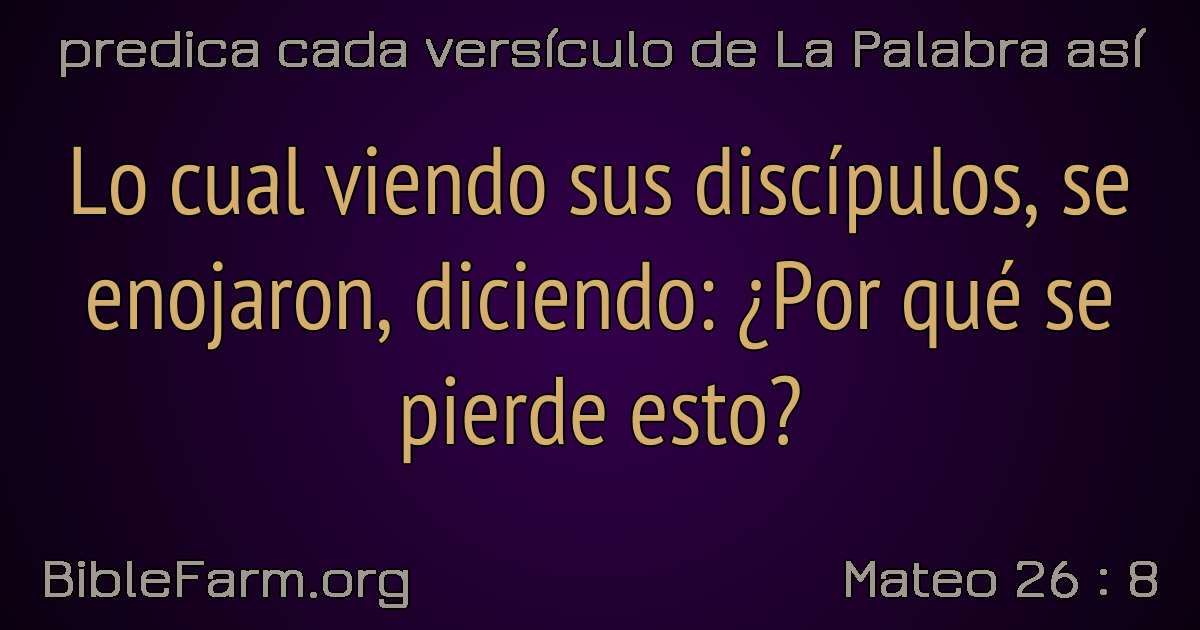 predica cada versículo de La Palabra así
Lo cual viendo sus discípulos, se
enojaron, diciendo: ¿Por qué se
pierde esto?
BibleFarm.org
Mateo 26 : 8